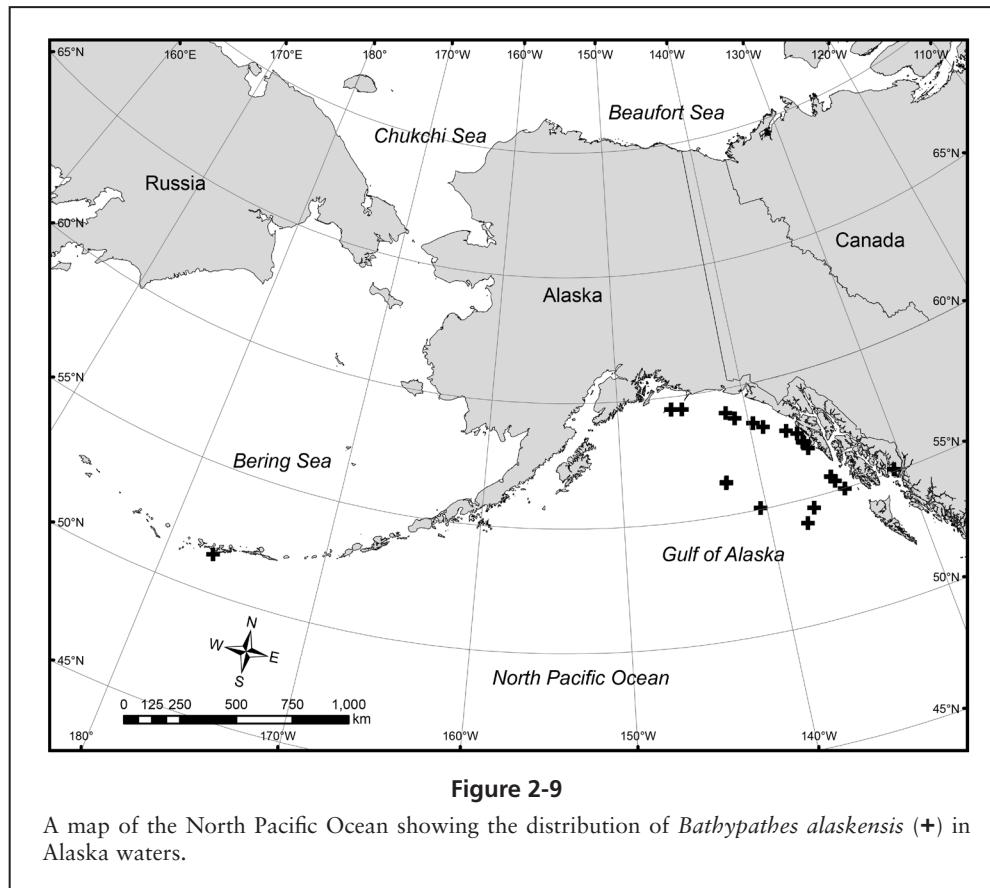 160°E 170°E 180° 170°W 160°W 150°W 140°W 130°W 120°W 110°W
65°N
Beaufort Sea
Chukchi Sea
65°N
Russia
60°N
Canada
Alaska
60°N
55°N
55°N
Bering Sea
50°N
Gulf of Alaska
50°N
N
W E
S
45°N
North Pacific Ocean
0 125 250 500 750 1,000
km
45°N
180° 170°W 160°W 150°W 140°W
Figure 2-9
A map of the North Pacific Ocean showing the distribution of Bathypathes alaskensis (+) in
Alaska waters.